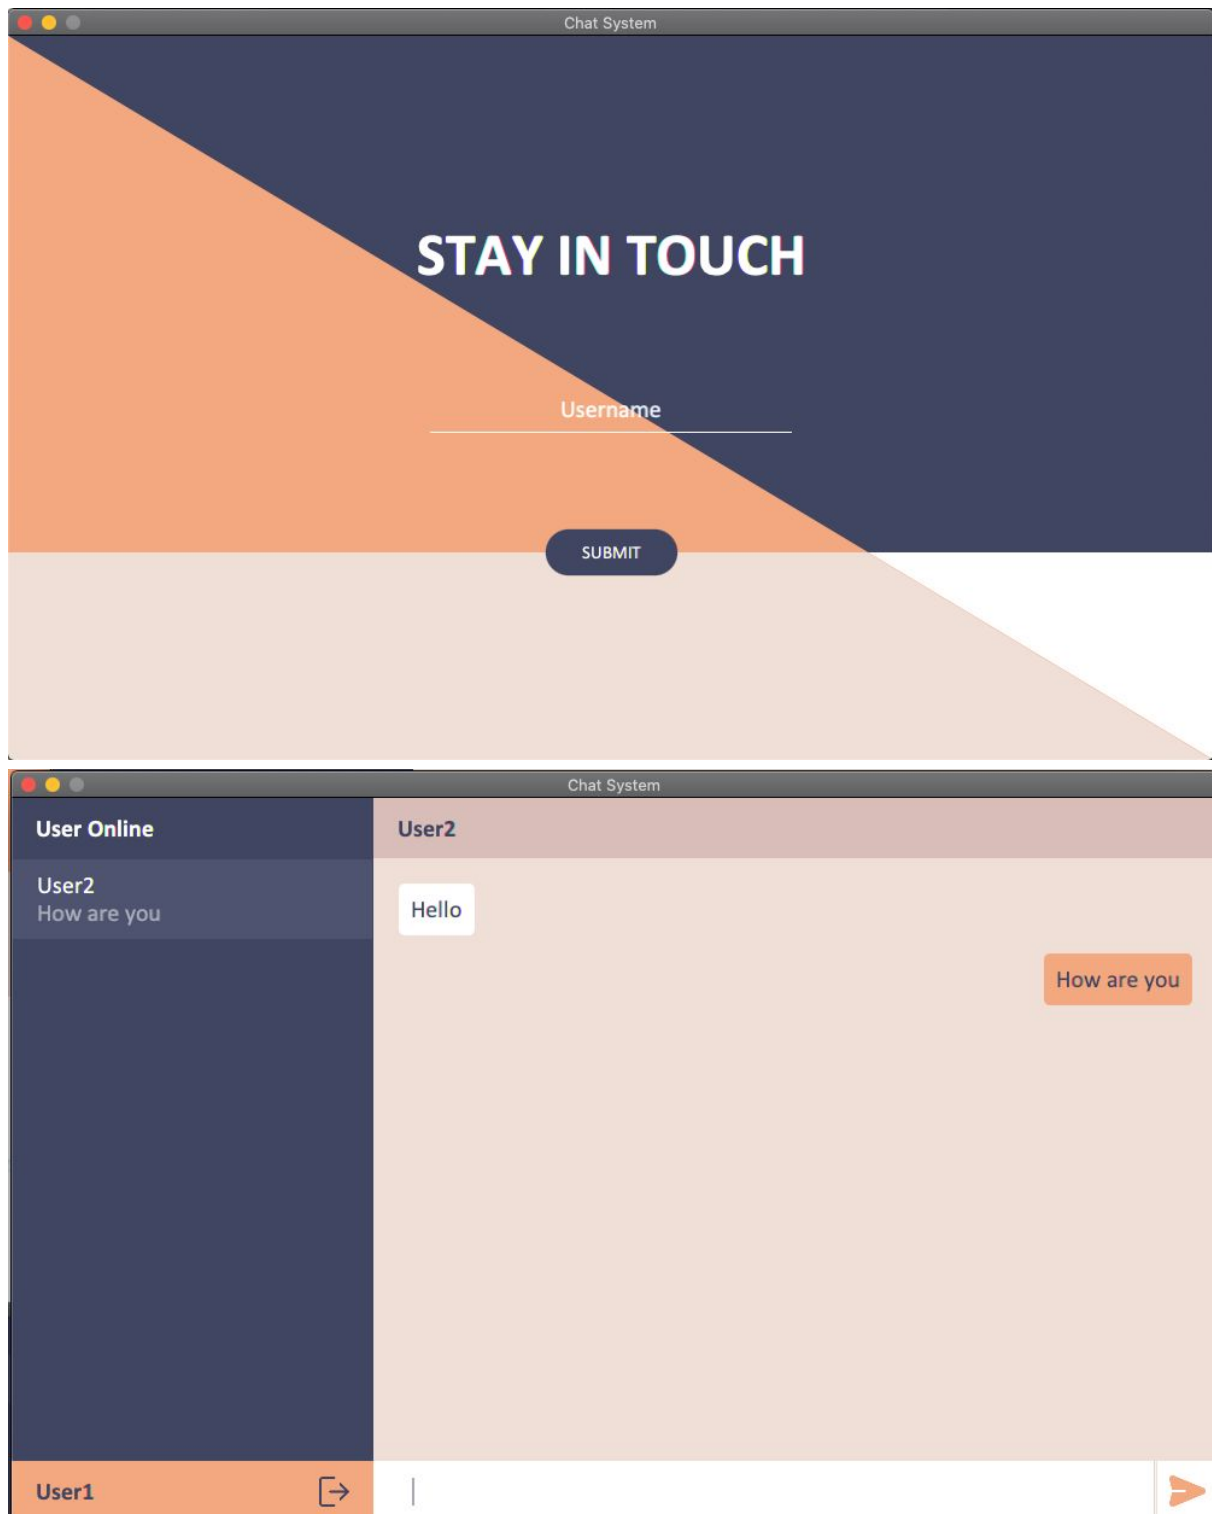 Chat System
STAY IN TOUCH
Username
SUBMIT
Chat System
User Online
User2
User2
How are you
Hello
How are you
User1